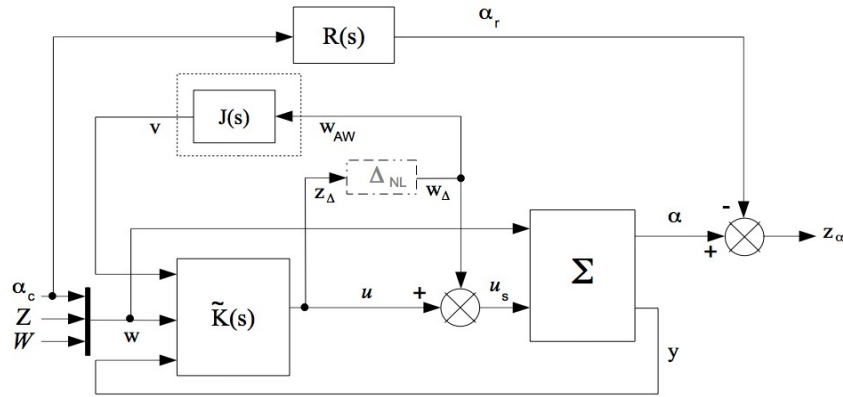 R(s)
α_r
J(s)
v
w_AW
Δ_NL
z_Δ
w_Δ
-
α
+
z_α
Σ
α_c
Z
W
w
K̃(s)
u
+
u_s
y